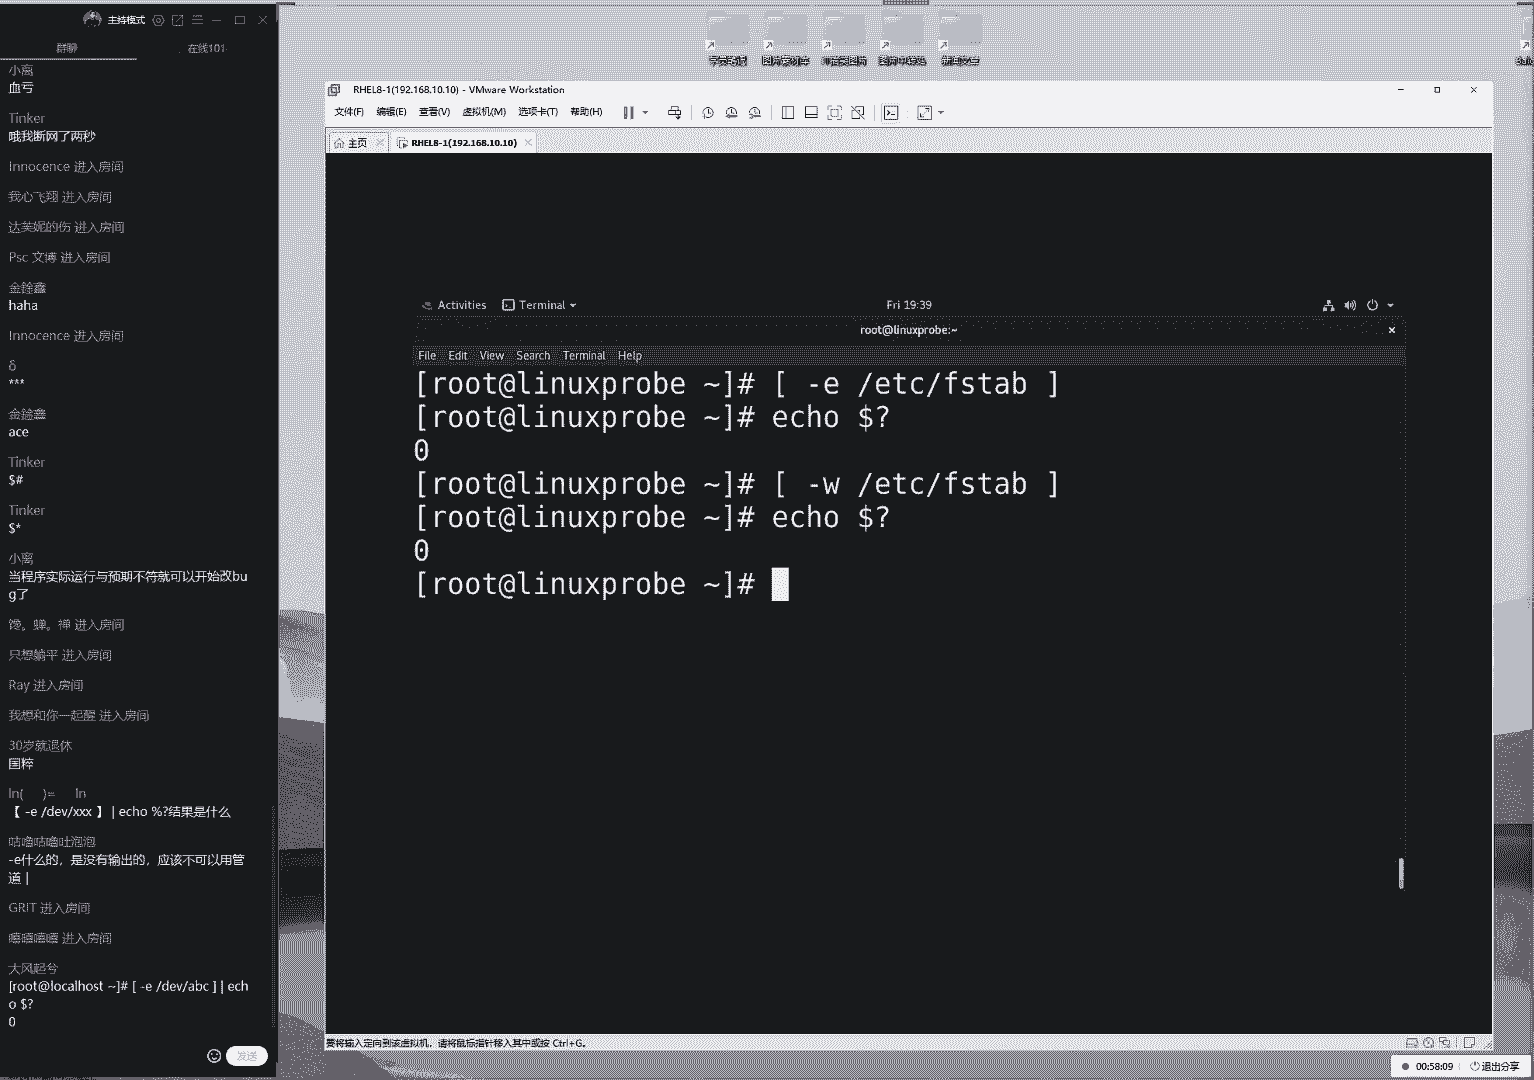 主持模式
群聊
在线101
小离
血亏
Tinker
哦我断网了两秒
Innocence 进入房间
我心飞翔 进入房间
达芙妮的伤 进入房间
Psc 文博 进入房间
haha
Innocence 进入房间
δ
***
ace
Tinker
$#
Tinker
$*
小离
当程序实际运行与预期不符就可以开始改bu
g了
馋。蝉。禅 进入房间
只想躺平 进入房间
Ray 进入房间
我想和你一起醒 进入房间
30岁就退休
国粹
ln( )= ln
【 -e /dev/xxx 】 | echo %?结果是什么
咕噜咕噜吐泡泡
-e什么的，是没有输出的，应该不可以用管
道 |
GRIT 进入房间
嘻嘻嘻嘻 进入房间
大风起兮
[root@localhost ~]# [ -e /dev/abc ] | ech
o $?
0
发送
RHEL8-1(192.168.10.10) - VMware Workstation
文件(F) 编辑(E) 查看(V) 虚拟机(M) 选项卡(T) 帮助(H)
主页 RHEL8-1(192.168.10.10)
Activities Terminal Fri 19:39
root@linuxprobe:~
File Edit View Search Terminal Help
[root@linuxprobe ~]# [ -e /etc/fstab ]
[root@linuxprobe ~]# echo $?
0
[root@linuxprobe ~]# [ -w /etc/fstab ]
[root@linuxprobe ~]# echo $?
0
[root@linuxprobe ~]#
要将输入定向到该虚拟机，请将鼠标指针移入其中或按 Ctrl+G。
00:58:09 退出分享